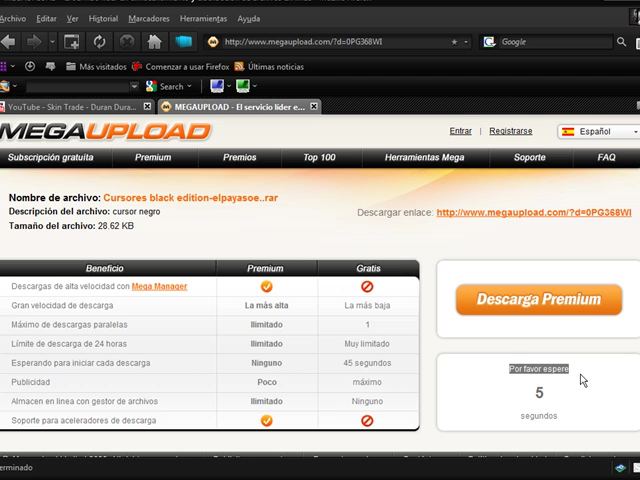 Archivo Editar Ver Historial Marcadores Herramientas Ayuda
http://www.megaupload.com/?d=0PG368WI
Google
Más visitados Comenzar a usar Firefox Últimas noticias
Search
YouTube - Skin Trade - Duran Dura...
MEGAUPLOAD - El servicio líder e...
MEGAUPLOAD
Entrar | Registrarse
Español
Subscripción gratuita Premium Premios Top 100 Herramientas Mega Soporte FAQ
Nombre de archivo: Cursores black edition-elpayasoe..rar
Descripción del archivo: cursor negro
Descargar enlace: http://www.megaupload.com/?d=0PG368WI
Tamaño del archivo: 28.62 KB
Beneficio Premium Gratis
Descargas de alta velocidad con Mega Manager
Gran velocidad de descarga La más alta La más baja
Máximo de descargas paralelas Ilimitado 1
Límite de descarga de 24 horas Ilimitado Muy limitado
Esperando para iniciar cada descarga Ninguno 45 segundos
Publicidad Poco máximo
Almacen en linea con gestor de archivos Ilimitado Ninguno
Soporte para aceleradores de descarga
Descarga Premium
Por favor espere
5
segundos
erminado